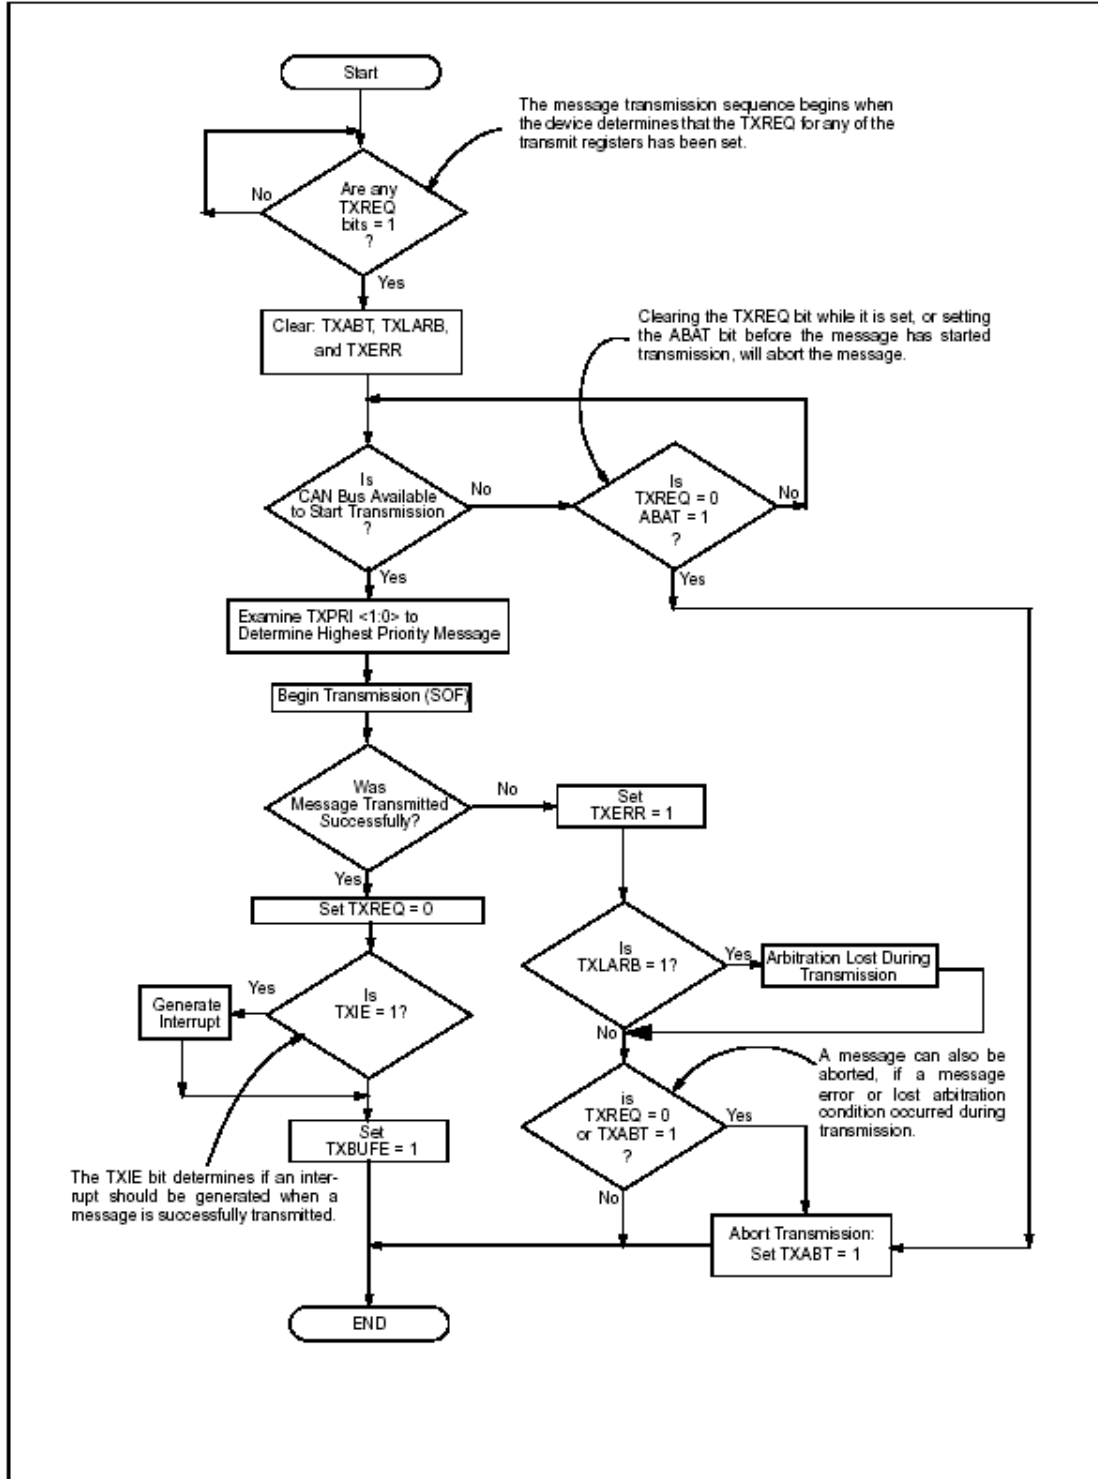 Start
The message transmission sequence begins when
the device determines that the TXREQ for any of the
transmit registers has been set.
No
Are any
TXREQ
bits = 1
?
Yes
Clear: TXABT, TXLARB,
and TXERR
Clearing the TXREQ bit while it is set, or setting
the ABAT bit before the message has started
transmission, will abort the message.
Is
CAN Bus Available
to Start Transmission
?
No
Is
TXREQ = 0
ABAT = 1
?
No
Yes
Yes
Examine TXPRI <1:0> to
Determine Highest Priority Message
Begin Transmission (SOF)
Was
Message Transmitted
Successfully?
No
Set
TXERR = 1
Yes
Set TXREQ = 0
Is
TXLARB = 1?
Yes
Arbitration Lost During
Transmission
No
Is
TXIE = 1?
Yes
Generate
Interrupt
A message can also be
aborted, if a message
error or lost arbitration
condition occurred during
transmission.
is
TXREQ = 0
or TXABT = 1
?
Yes
No
Set
TXBUFE = 1
The TXIE bit determines if an inter-
rupt should be generated when a
message is successfully transmitted.
Abort Transmission:
Set TXABT = 1
END